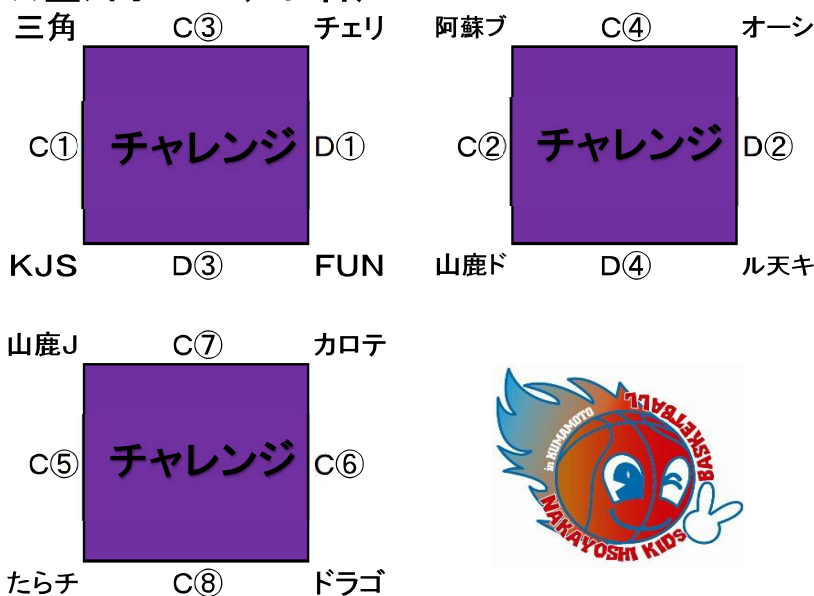 三角 C③ チェリ
C① チャレンジ D①
KJS D③ FUN
阿蘇ブ C④ オーシ
C② チャレンジ D②
山鹿ド D④ ル天キ
山鹿J C⑦ カロテ
C⑤ チャレンジ C⑥
たらチ C⑧ ドラゴ
in KUMAMOTO
NAKAYOSHI KIDS
BASKETBALL